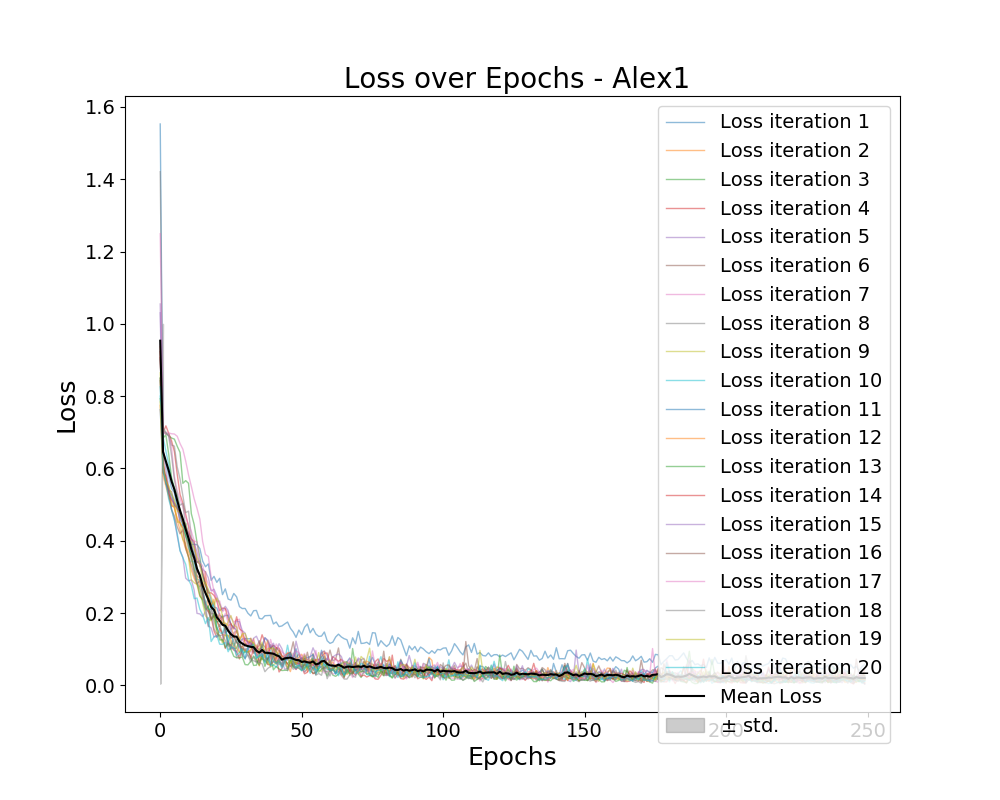 Loss over Epochs - Alex1
1.6
1.4
1.2
1.0
0.8
0.6
0.4
0.2
0.0
Loss
0
50
100
150
200
250
Epochs
Loss iteration 1
Loss iteration 2
Loss iteration 3
Loss iteration 4
Loss iteration 5
Loss iteration 6
Loss iteration 7
Loss iteration 8
Loss iteration 9
Loss iteration 10
Loss iteration 11
Loss iteration 12
Loss iteration 13
Loss iteration 14
Loss iteration 15
Loss iteration 16
Loss iteration 17
Loss iteration 18
Loss iteration 19
Loss iteration 20
Mean Loss
± std.